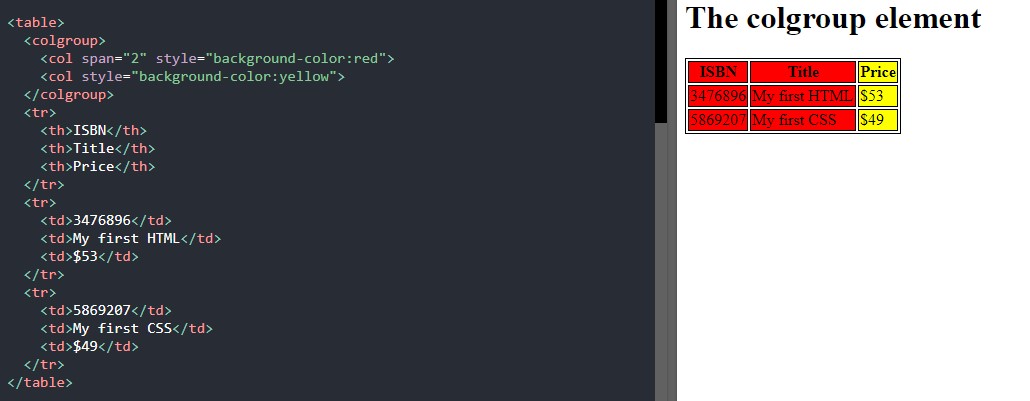 <table>
  <colgroup>
    <col span="2" style="background-color:red">
    <col style="background-color:yellow">
  </colgroup>
  <tr>
    <th>ISBN</th>
    <th>Title</th>
    <th>Price</th>
  </tr>
  <tr>
    <td>3476896</td>
    <td>My first HTML</td>
    <td>$53</td>
  </tr>
  <tr>
    <td>5869207</td>
    <td>My first CSS</td>
    <td>$49</td>
  </tr>
</table>
The colgroup element
ISBN Title Price
3476896 My first HTML $53
5869207 My first CSS $49